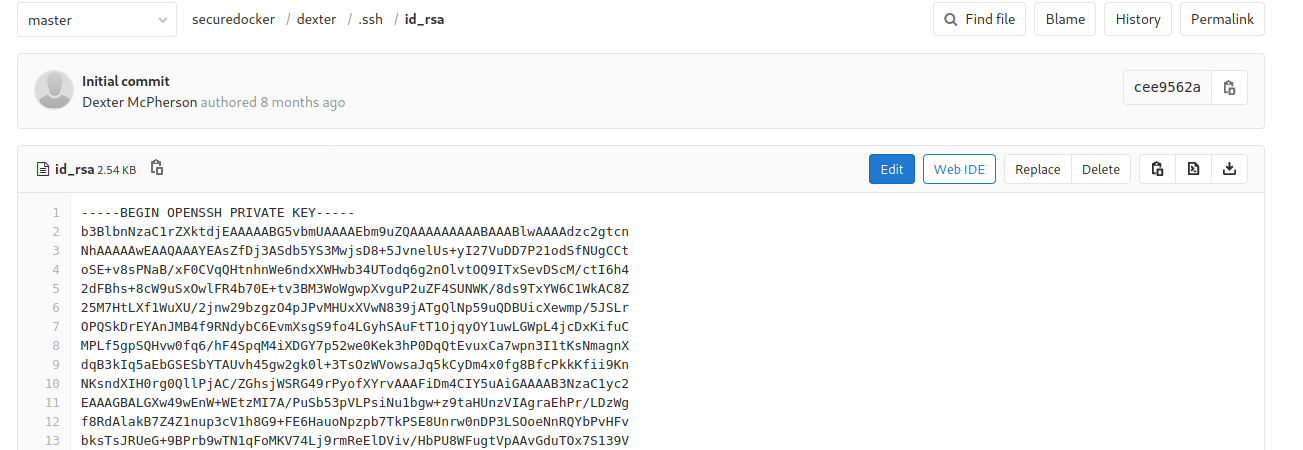 master
securedocker / dexter / .ssh / id_rsa
Find file
Blame
History
Permalink
Initial commit
Dexter McPherson authored 8 months ago
cee9562a
id_rsa 2.54 KB
Edit
Web IDE
Replace
Delete
1 -----BEGIN OPENSSH PRIVATE KEY-----
2 b3BlbnNzaC1rZXktdjEAAAAABG5vbmUAAAAEbm9uZQAAAAAAAAABAAABlwAAAAdzc2gtcn
3 NhAAAAAwEAAQAAAYEAsZfDj3ASdb5YS3MwjsD8+5JvnelUs+yI27VuDD7P21odSfNUgCCt
4 oSE+v8sPNaB/xF0CVqQHtnhnWe6ndxXWHwb34UTodq6g2nOlvtOQ9ITxSevDScM/ctI6h4
5 2dFBhs+8cW9uSxOwlFR4b70E+tv3BM3WoWgwpXvguP2uZF4SUNWK/8ds9TxYW6C1WkAC8Z
6 25M7HtLXf1WuXU/2jnw29bzgzO4pJPvMHUxXVwN839jATgQlNp59uQDBUicXewmp/5JSLr
7 OPQSkDrEYAnJMB4f9RNdybC6EvmXsgS9fo4LGyhSAuFtT1OjqyOY1uwLGWpL4jcDxKifuC
8 MPLf5gpSQHvw0fq6/hF4SpqM4iXDGY7p52we0Kek3hP0DqQtEvuxCa7wpn3I1tKsNmagnX
9 dqB3kIq5aEbGSESbYTAUvh45gw2gk0l+3TsOzWVowsaJq5kCyDm4x0fg8BfcPkkKfii9Kn
10 NKsndXIH0rg0QllPjAC/ZGhsjWSRG49rPyofXYrvAAAFiDm4CIY5uAiGAAAAB3NzaC1yc2
11 EAAAGBALGXw49wEnW+WEtzMI7A/PuSb53pVLPsiNu1bgw+z9taHUnzVIAgraEhPr/LDzWg
12 f8RdAlakB7Z4Z1nup3cV1h8G9+FE6HauoNpzpb7TkPSE8Unrw0nDP3LSOoeNnRQYbPvHFv
13 bksTsJRUeG+9BPrb9wTN1qFoMKV74Lj9rmReElDViv/HbPU8WFugtVpAAvGduTOx7S139V